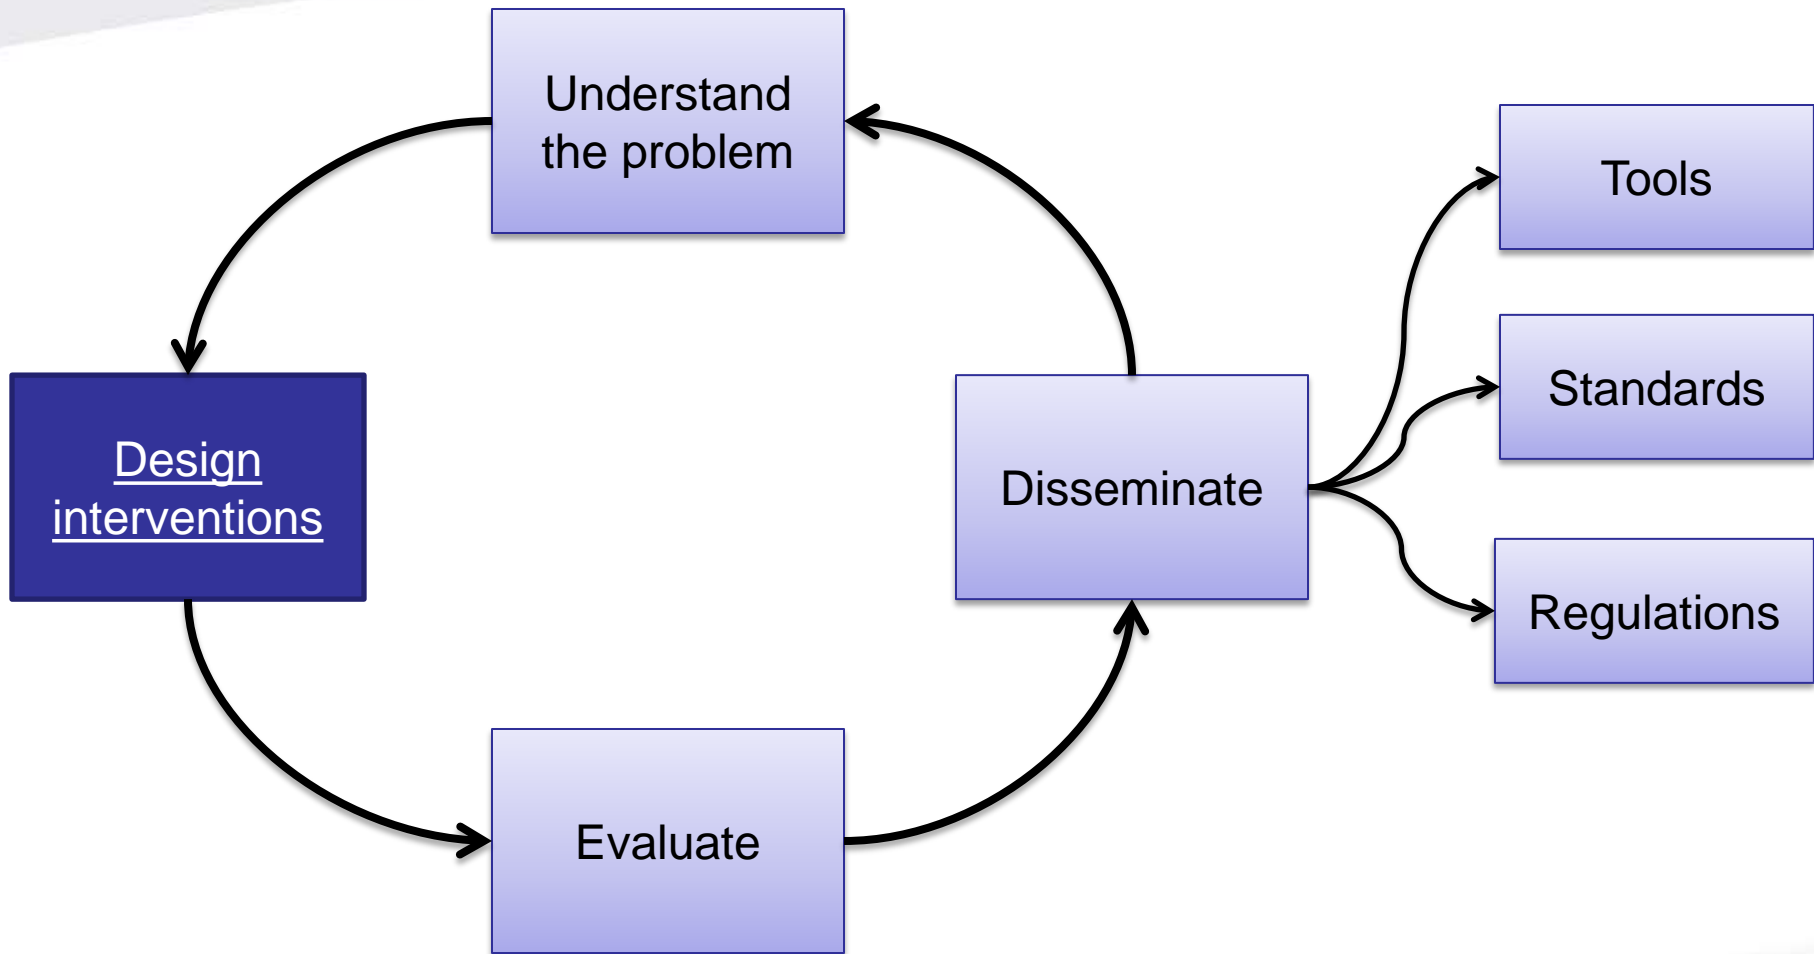 Understand
the problem
Tools
Standards
Design
interventions
Disseminate
Regulations
Evaluate